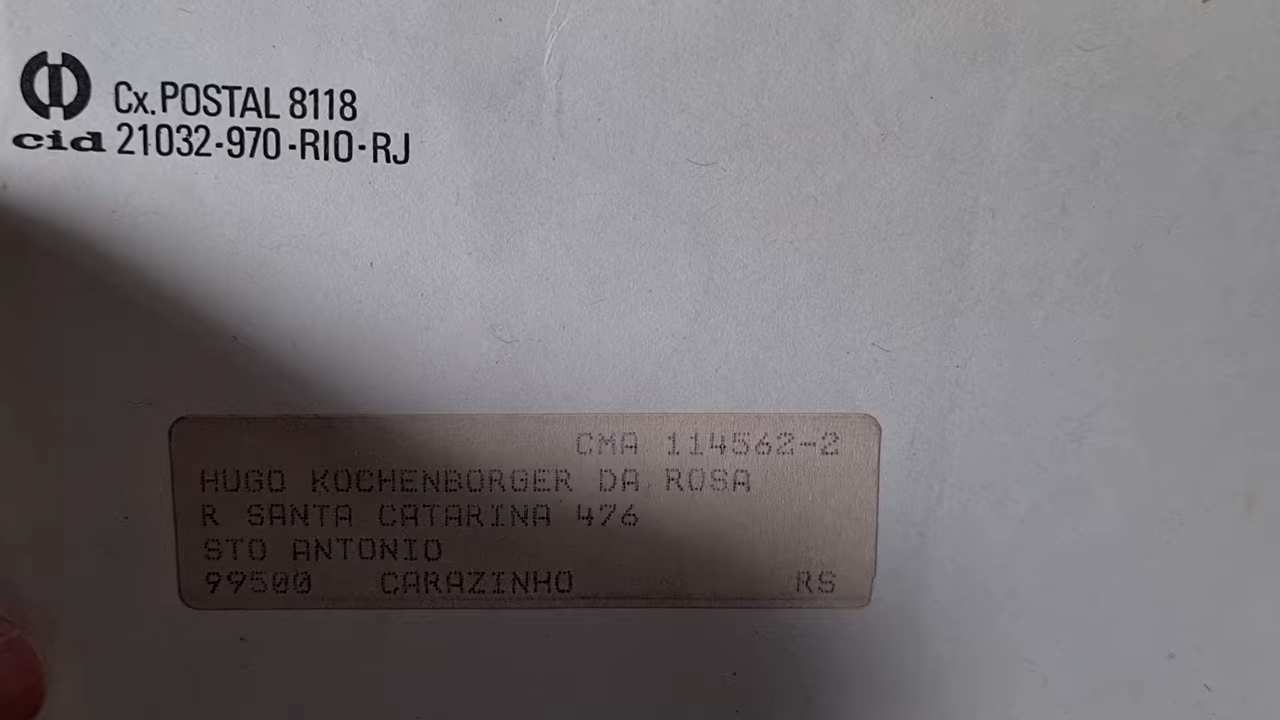 Cx. POSTAL 8118
cid 21032-970-RIO-RJ
CMA 114562-2
HUGO KOCHENBORGER DA ROSA
R SANTA CATARINA 476
STO ANTONIO
99500 CARAZINHO RS